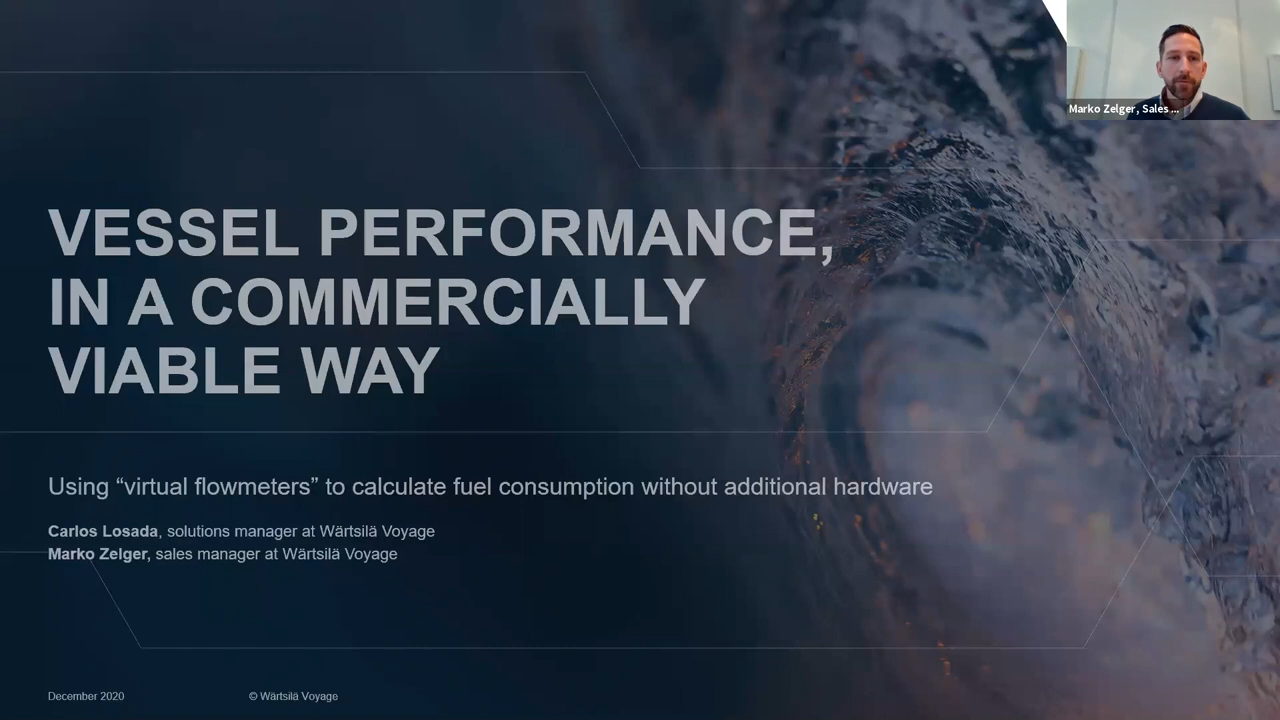 Marko Zelger, Sales ...
VESSEL PERFORMANCE,
IN A COMMERCIALLY
VIABLE WAY
Using “virtual flowmeters” to calculate fuel consumption without additional hardware
Carlos Losada, solutions manager at Wärtsilä Voyage
Marko Zelger, sales manager at Wärtsilä Voyage
December 2020 © Wärtsilä Voyage